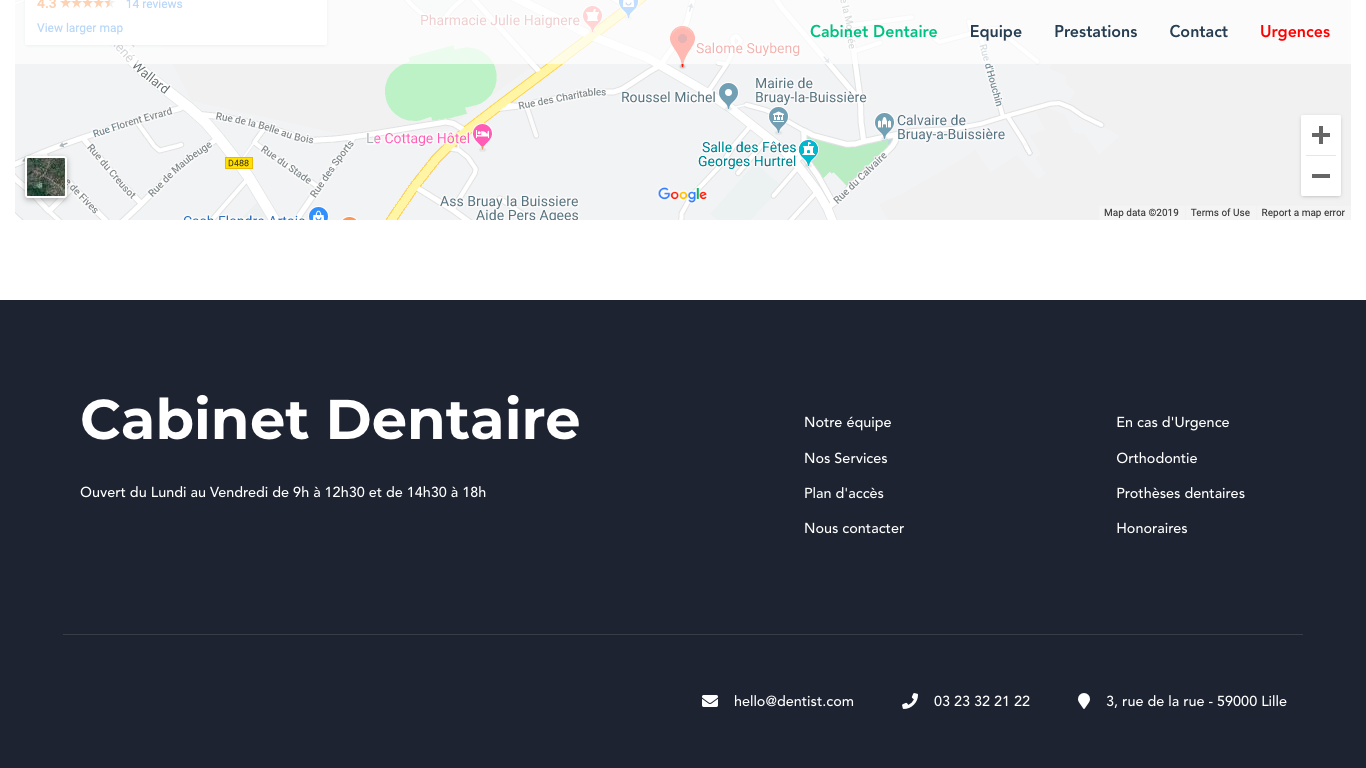 4.3 14 reviews
View larger map
Cabinet Dentaire Equipe Prestations Contact Urgences
Pharmacie Julie Haignere
Salome Suybeng
Rue d'Houchin
René Wallard
Roussel Michel
Mairie de
Bruay-la-Buissière
Rue des Charitables
Rue Florent Evrard
Rue de la Belle au Bois
Le Cottage Hôtel
Calvaire de
Bruay-a-Buissière
Salle des Fêtes
Georges Hurtrel
D488
Rue du Creusot
Rue de Maubeuge
Rue du Stade
Rue des Sports
Rue du Calvaire
de Fives
Google
Ass Bruay la Buissiere
Aide Pers Agees
Cash Flandre Artois
Map data ©2019 Terms of Use Report a map error
Cabinet Dentaire
Ouvert du Lundi au Vendredi de 9h à 12h30 et de 14h30 à 18h
Notre équipe
Nos Services
Plan d'accès
Nous contacter
En cas d'Urgence
Orthodontie
Prothèses dentaires
Honoraires
hello@dentist.com 03 23 32 21 22 3, rue de la rue - 59000 Lille